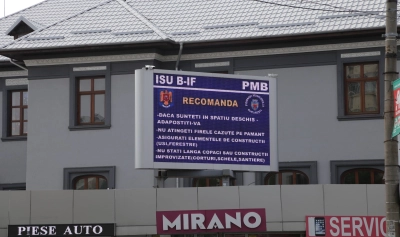 ISU B-IF PMB
RECOMANDA
-DACA SUNTETI IN SPATIU DESCHIS -
ADAPOSTITI-VA
-NU ATINGETI FIRELE CAZUTE PE PAMANT
-ASIGURATI ELEMENTELE DE CONSTRUCTII
(USI,FERESTRE)
-NU STATI LANGA COPACI SAU CONSTRUCTII
IMPROVIZATE(CORTURI,SCHELE,SANTIERE)
PIESE AUTO
MIRANO
SERVIC